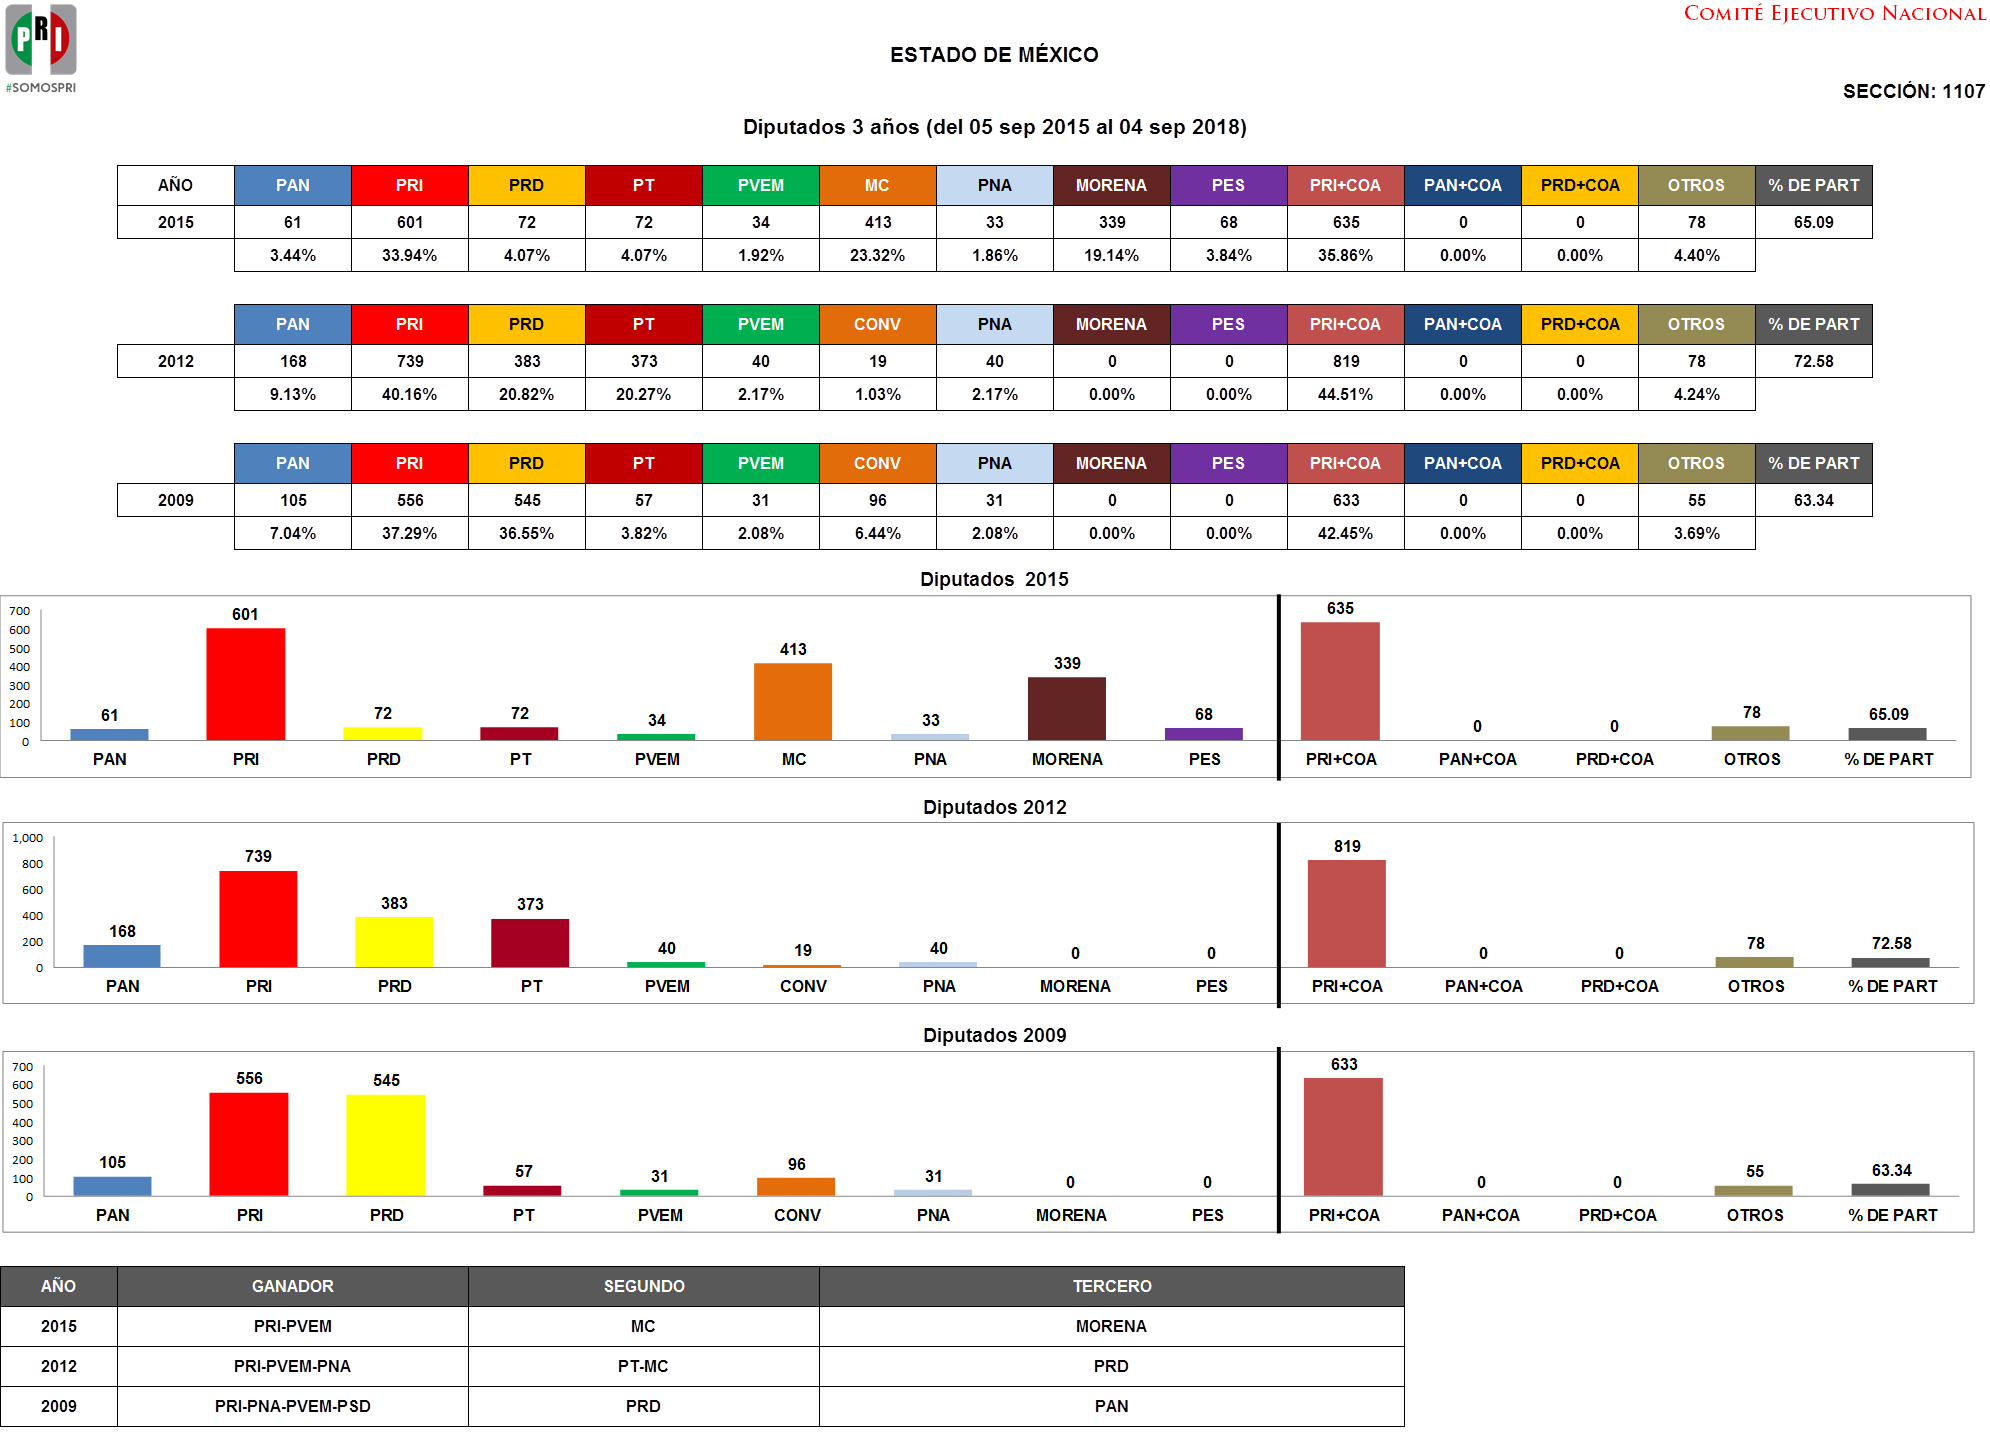 PRI
#SOMOSPRI
COMITÉ EJECUTIVO NACIONAL
ESTADO DE MÉXICO
SECCIÓN: 1107
Diputados 3 años (del 05 sep 2015 al 04 sep 2018)
AÑO PAN PRI PRD PT PVEM MC PNA MORENA PES PRI+COA PAN+COA PRD+COA OTROS % DE PART
2015 61 601 72 72 34 413 33 339 68 635 0 0 78 65.09
3.44% 33.94% 4.07% 4.07% 1.92% 23.32% 1.86% 19.14% 3.84% 35.86% 0.00% 0.00% 4.40%
PAN PRI PRD PT PVEM CONV PNA MORENA PES PRI+COA PAN+COA PRD+COA OTROS % DE PART
2012 168 739 383 373 40 19 40 0 0 819 0 0 78 72.58
9.13% 40.16% 20.82% 20.27% 2.17% 1.03% 2.17% 0.00% 0.00% 44.51% 0.00% 0.00% 4.24%
PAN PRI PRD PT PVEM CONV PNA MORENA PES PRI+COA PAN+COA PRD+COA OTROS % DE PART
2009 105 556 545 57 31 96 31 0 0 633 0 0 55 63.34
7.04% 37.29% 36.55% 3.82% 2.08% 6.44% 2.08% 0.00% 0.00% 42.45% 0.00% 0.00% 3.69%
Diputados 2015
700
600
500
400
300
200
100
0
61 601 72 72 34 413 33 339 68 635 0 0 78 65.09
PAN PRI PRD PT PVEM MC PNA MORENA PES PRI+COA PAN+COA PRD+COA OTROS % DE PART
Diputados 2012
1,000
800
600
400
200
0
168 739 383 373 40 19 40 0 0 819 0 0 78 72.58
PAN PRI PRD PT PVEM CONV PNA MORENA PES PRI+COA PAN+COA PRD+COA OTROS % DE PART
Diputados 2009
700
600
500
400
300
200
100
0
105 556 545 57 31 96 31 0 0 633 0 0 55 63.34
PAN PRI PRD PT PVEM CONV PNA MORENA PES PRI+COA PAN+COA PRD+COA OTROS % DE PART
AÑO GANADOR SEGUNDO TERCERO
2015 PRI-PVEM MC MORENA
2012 PRI-PVEM-PNA PT-MC PRD
2009 PRI-PNA-PVEM-PSD PRD PAN